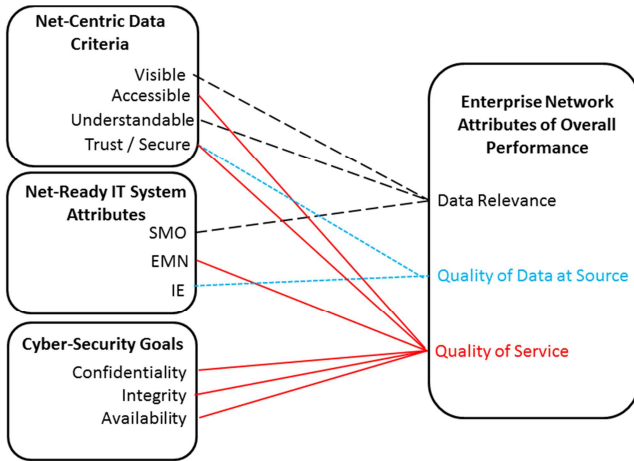 Net-Centric Data
Criteria
Visible
Accessible
Understandable
Trust / Secure
Net-Ready IT System
Attributes
SMO
EMN
IE
Cyber-Security Goals
Confidentiality
Integrity
Availability
Enterprise Network
Attributes of Overall
Performance
Data Relevance
Quality of Data at Source
Quality of Service